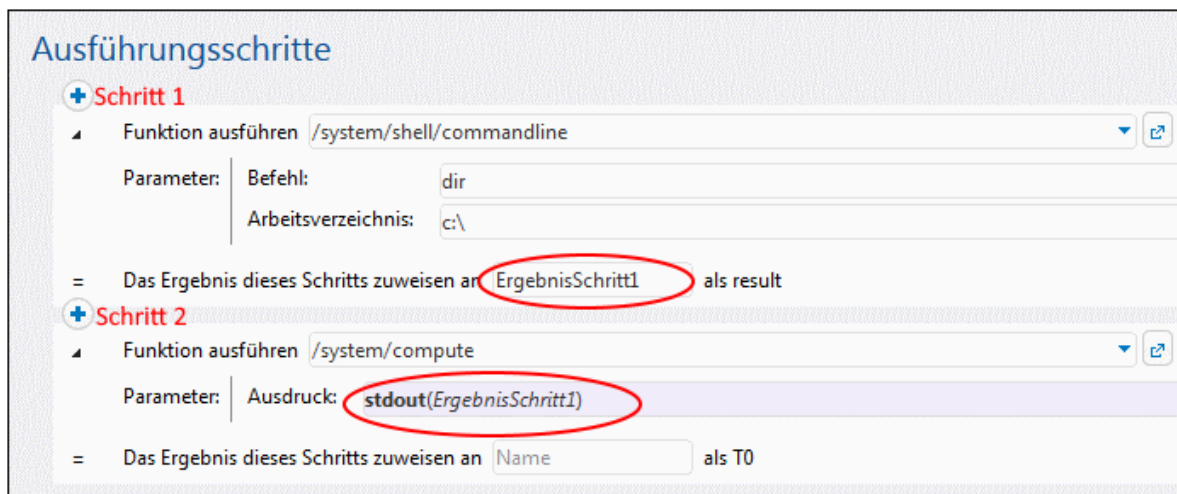 Ausführungsschritte
Schritt 1
Funktion ausführen /system/shell/commandline
Parameter: Befehl: dir
Arbeitsverzeichnis: c:\
= Das Ergebnis dieses Schritts zuweisen an ErgebnisSchritt1 als result
Schritt 2
Funktion ausführen /system/compute
Parameter: Ausdruck: stdout(ErgebnisSchritt1)
= Das Ergebnis dieses Schritts zuweisen an Name als T0